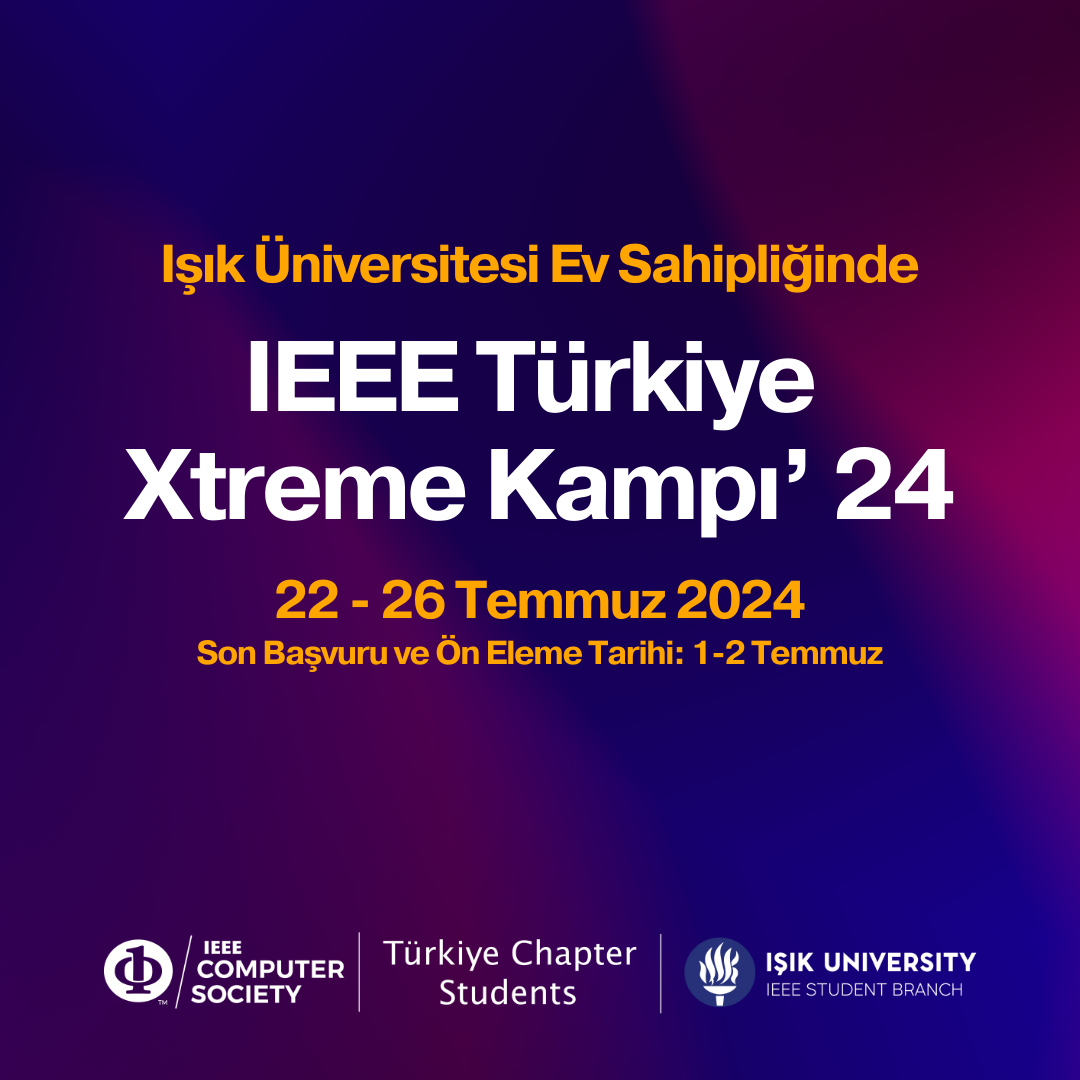 Işık Üniversitesi Ev Sahipliğinde
IEEE Türkiye
Xtreme Kampı’ 24
22 - 26 Temmuz 2024
Son Başvuru ve Ön Eleme Tarihi: 1-2 Temmuz
IEEE
COMPUTER
SOCIETY
TM
Türkiye Chapter
Students
IŞIK UNIVERSITY
IEEE STUDENT BRANCH